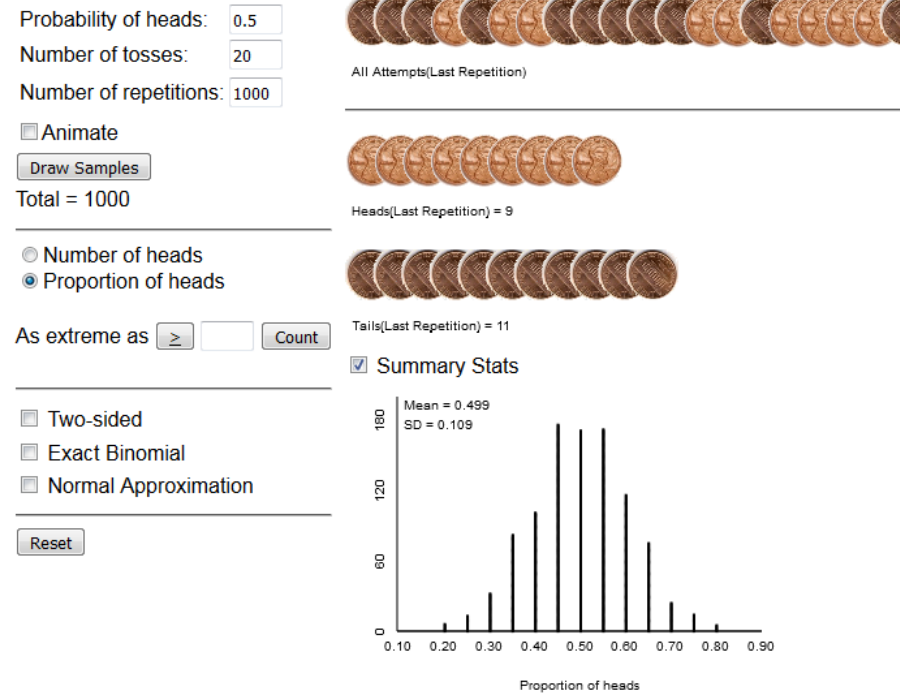 Probability of heads: 0.5
Number of tosses: 20
Number of repetitions: 1000
Animate
Draw Samples
Total = 1000
Number of heads
Proportion of heads
As extreme as ≥ Count
Two-sided
Exact Binomial
Normal Approximation
Reset
All Attempts(Last Repetition)
Heads(Last Repetition) = 9
Tails(Last Repetition) = 11
Summary Stats
Mean = 0.499
SD = 0.109
180
120
60
0
0.10 0.20 0.30 0.40 0.50 0.60 0.70 0.80 0.90
Proportion of heads